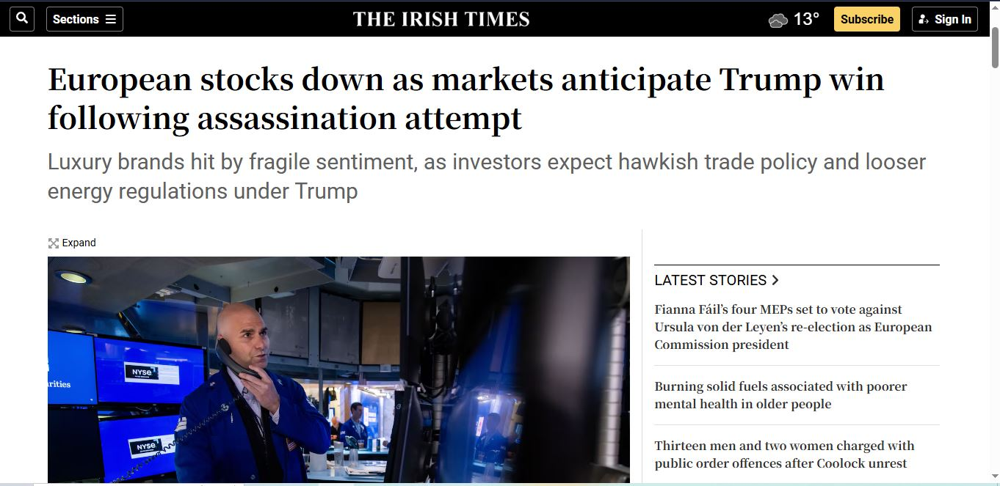 Sections
THE IRISH TIMES
13°
Subscribe
Sign In
European stocks down as markets anticipate Trump win
following assassination attempt
Luxury brands hit by fragile sentiment, as investors expect hawkish trade policy and looser
energy regulations under Trump
Expand
NYSE
NYSE
LATEST STORIES
Fianna Fáil’s four MEPs set to vote against
Ursula von der Leyen’s re-election as European
Commission president
Burning solid fuels associated with poorer
mental health in older people
Thirteen men and two women charged with
public order offences after Coolock unrest